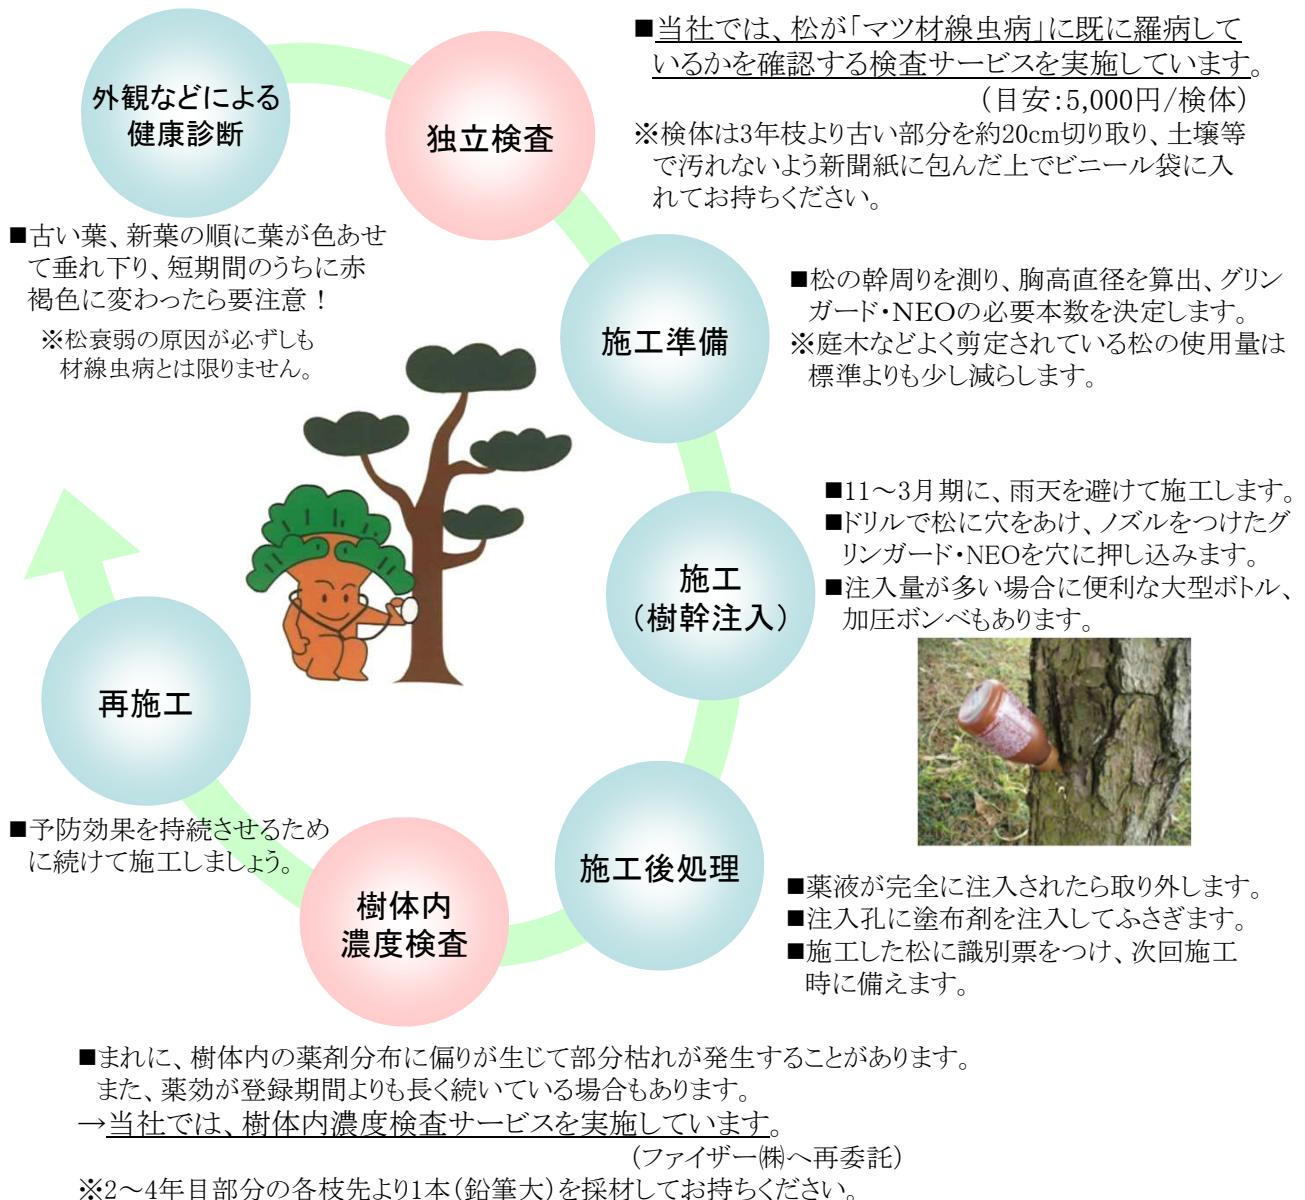 外観などによる
健康診断
■古い葉、新葉の順に葉が色あせ
て垂れ下り、短期間のうちに赤
褐色に変わったら要注意！
※松衰弱の原因が必ずしも
材線虫病とは限りません。
独立検査
■当社では、松が「マツ材線虫病」に既に羅病して
いるかを確認する検査サービスを実施しています。
（目安：5,000円/検体）
※検体は3年枝より古い部分を約20cm切り取り、土壌等
で汚れないよう新聞紙に包んだ上でビニール袋に入
れてお持ちください。
施工準備
■松の幹周りを測り、胸高直径を算出、グリン
ガード・NEOの必要本数を決定します。
※庭木などよく剪定されている松の使用量は
標準よりも少し減らします。
施工
（樹幹注入）
■11～3月期に、雨天を避けて施工します。
■ドリルで松に穴をあけ、ノズルをつけたグ
リンガード・NEOを穴に押し込みます。
■注入量が多い場合に便利な大型ボトル、
加圧ボンベもあります。
施工後処理
■薬液が完全に注入されたら取り外します。
■注入孔に塗布剤を注入してふさぎます。
■施工した松に識別票をつけ、次回施工
時に備えます。
樹体内
濃度検査
■まれに、樹体内の薬剤分布に偏りが生じて部分枯れが発生することがあります。
また、薬効が登録期間よりも長く続いている場合もあります。
→当社では、樹体内濃度検査サービスを実施しています。
（ファイザー㈱へ再委託）
※2～4年目部分の各枝先より1本（鉛筆大）を採材してお持ちください。
再施工
■予防効果を持続させるため
に続けて施工しましょう。